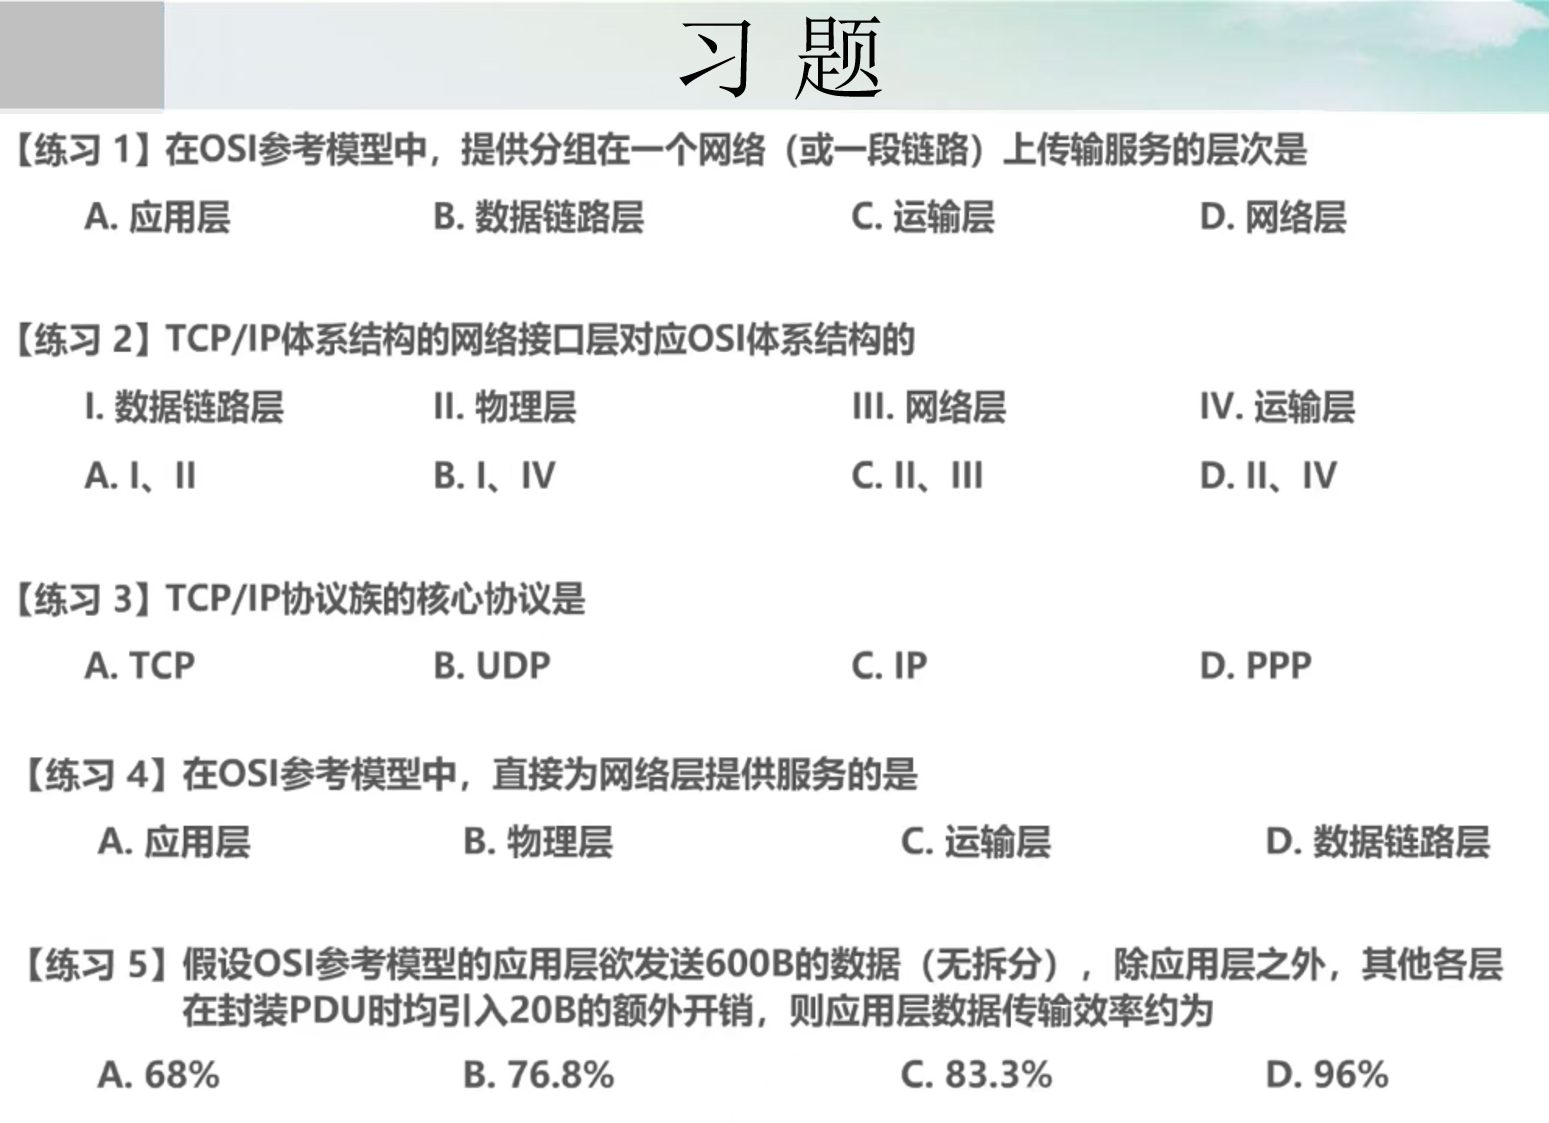 习 题
【练习 1】在OSI参考模型中，提供分组在一个网络（或一段链路）上传输服务的层次是
A. 应用层 B. 数据链路层 C. 运输层 D. 网络层
【练习 2】TCP/IP体系结构的网络接口层对应OSI体系结构的
I. 数据链路层 II. 物理层 III. 网络层 IV. 运输层
A. I、II B. I、IV C. II、III D. II、IV
【练习 3】TCP/IP协议族的核心协议是
A. TCP B. UDP C. IP D. PPP
【练习 4】在OSI参考模型中，直接为网络层提供服务的是
A. 应用层 B. 物理层 C. 运输层 D. 数据链路层
【练习 5】假设OSI参考模型的应用层欲发送600B的数据（无拆分），除应用层之外，其他各层
在封装PDU时均引入20B的额外开销，则应用层数据传输效率约为
A. 68% B. 76.8% C. 83.3% D. 96%